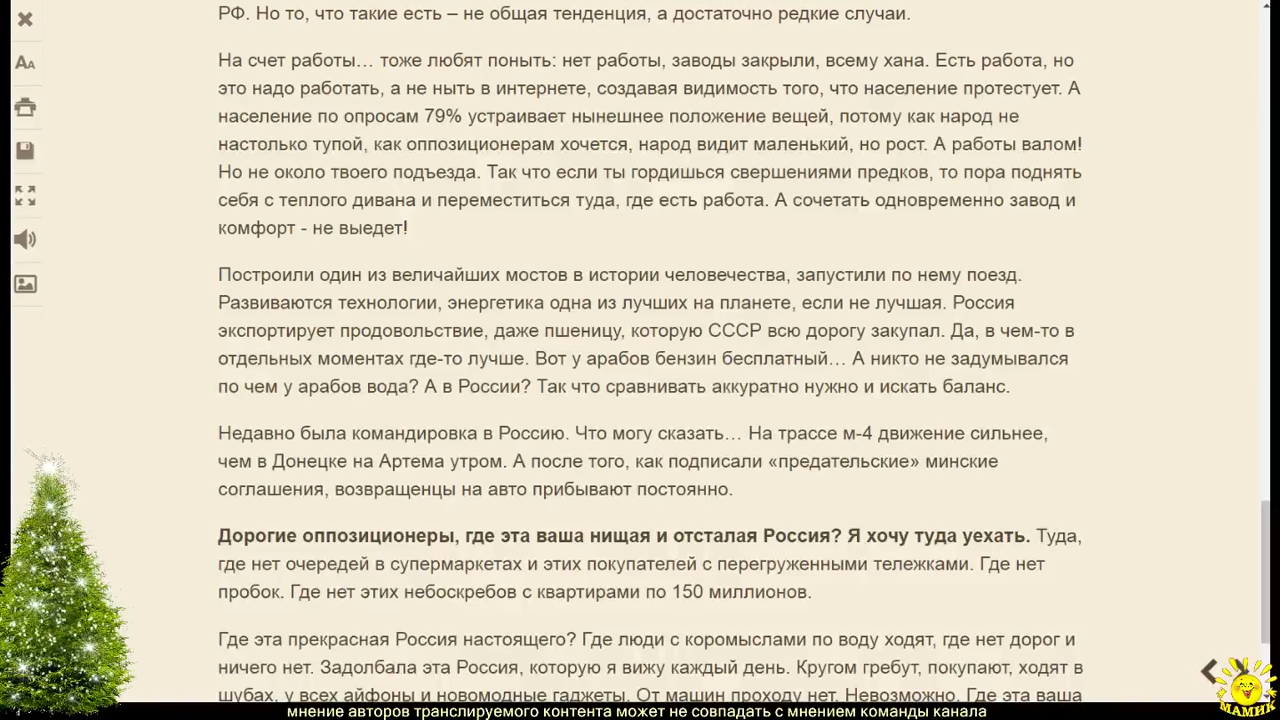 РФ. Но то, что такие есть – не общая тенденция, а достаточно редкие случаи.
На счет работы… тоже любят поныть: нет работы, заводы закрыли, всему хана. Есть работа, но
это надо работать, а не ныть в интернете, создавая видимость того, что население протестует. А
население по опросам 79% устраивает нынешнее положение вещей, потому как народ не
настолько тупой, как оппозиционерам хочется, народ видит маленький, но рост. А работы валом!
Но не около твоего подъезда. Так что если ты гордишься свершениями предков, то пора поднять
себя с теплого дивана и переместиться туда, где есть работа. А сочетать одновременно завод и
комфорт - не выедет!
Построили один из величайших мостов в истории человечества, запустили по нему поезд.
Развиваются технологии, энергетика одна из лучших на планете, если не лучшая. Россия
экспортирует продовольствие, даже пшеницу, которую СССР всю дорогу закупал. Да, в чем-то в
отдельных моментах где-то лучше. Вот у арабов бензин бесплатный… А никто не задумывался
по чем у арабов вода? А в России? Так что сравнивать аккуратно нужно и искать баланс.
Недавно была командировка в Россию. Что могу сказать… На трассе м-4 движение сильнее,
чем в Донецке на Артема утром. А после того, как подписали «предательские» минские
соглашения, возвращенцы на авто прибывают постоянно.
Дорогие оппозиционеры, где эта ваша нищая и отсталая Россия? Я хочу туда уехать. Туда,
где нет очередей в супермаркетах и этих покупателей с перегруженными тележками. Где нет
пробок. Где нет этих небоскребов с квартирами по 150 миллионов.
Где эта прекрасная Россия настоящего? Где люди с коромыслами по воду ходят, где нет дорог и
ничего нет. Задолбала эта Россия, которую я вижу каждый день. Кругом гребут, покупают, ходят в
шубах, у всех айфоны и новомодные гаджеты. От машин проходу нет. Невозможно. Где эта ваша
мнение авторов транслируемого онтента может не совпадать с мнением команды канала
МАМИК